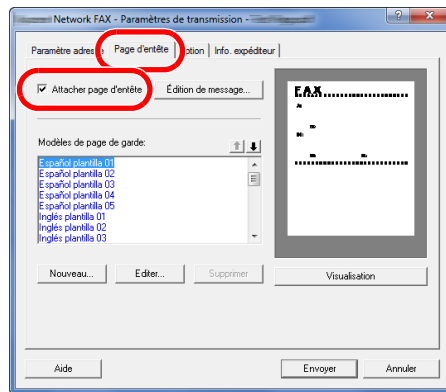 Network FAX - Paramètres de transmission -
Paramètre adresse Page d'entête Option Info. expéditeur
Attacher page d'entête Édition de message...
Modèles de page de garde:
Español plantilla 01
Español plantilla 02
Español plantilla 03
Español plantilla 04
Español plantilla 05
Inglés plantilla 01
Inglés plantilla 02
Inglés plantilla 03
FAX
Nouveau... Editer... Supprimer Visualisation
Aide Envoyer Annuler